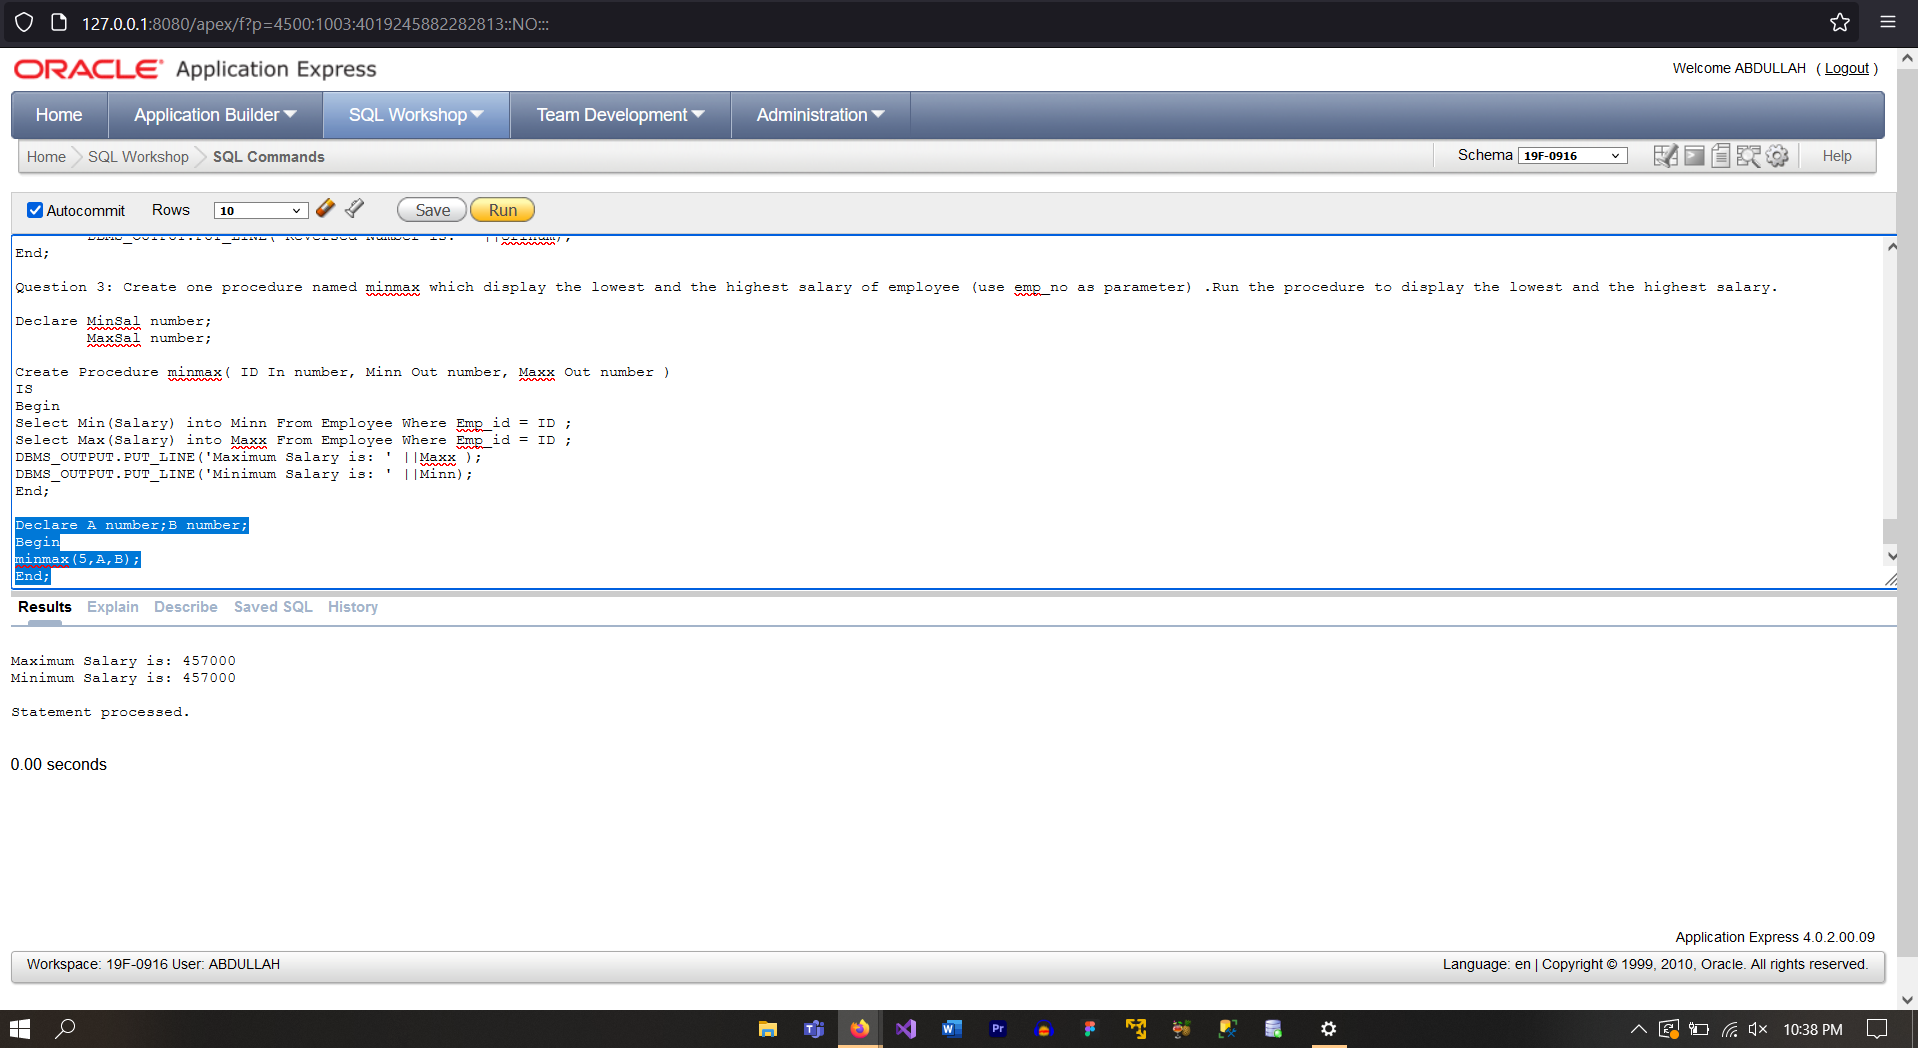 127.0.0.1:8080/apex/f?p=4500:1003:4019245882282813::NO:::
ORACLE Application Express
Welcome ABDULLAH ( Logout )
Home Application Builder SQL Workshop Team Development Administration
Home SQL Workshop SQL Commands Schema 19F-0916 Help
Autocommit Rows 10 Save Run
DBMS_OUTPUT.PUT_LINE('Reversed Number is: ' ||
End;
Question 3: Create one procedure named minmax which display the lowest and the highest salary of employee (use emp_no as parameter) .Run the procedure to display the lowest and the highest salary.
Declare MinSal number;
MaxSal number;
Create Procedure minmax( ID In number, Minn Out number, Maxx Out number )
IS
Begin
Select Min(Salary) into Minn From Employee Where Emp_id = ID ;
Select Max(Salary) into Maxx From Employee Where Emp_id = ID ;
DBMS_OUTPUT.PUT_LINE('Maximum Salary is: ' ||Maxx );
DBMS_OUTPUT.PUT_LINE('Minimum Salary is: ' ||Minn);
End;
Declare A number;B number;
Begin
minmax(5,A,B);
End;
Results Explain Describe Saved SQL History
Maximum Salary is: 457000
Minimum Salary is: 457000
Statement processed.
0.00 seconds
Application Express 4.0.2.00.09
Workspace: 19F-0916 User: ABDULLAH
Language: en | Copyright © 1999, 2010, Oracle. All rights reserved.
10:38 PM